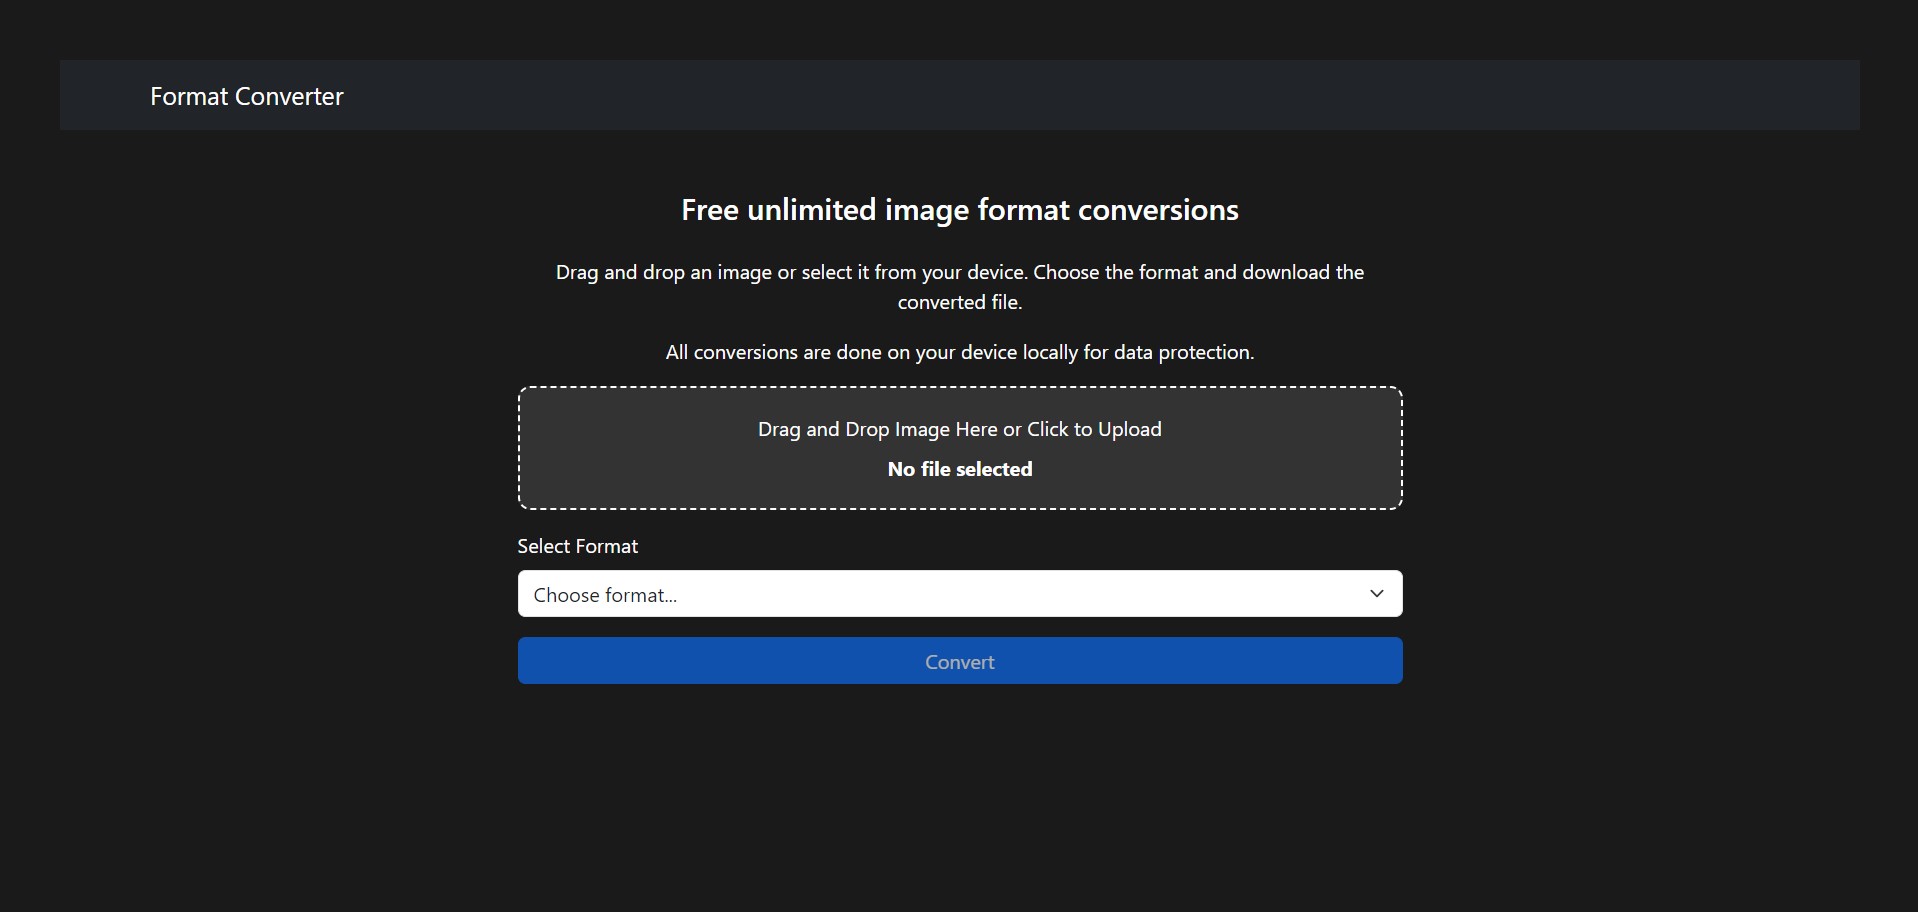 Format Converter
Free unlimited image format conversions
Drag and drop an image or select it from your device. Choose the format and download the
converted file.
All conversions are done on your device locally for data protection.
Drag and Drop Image Here or Click to Upload
No file selected
Select Format
Choose format...
Convert